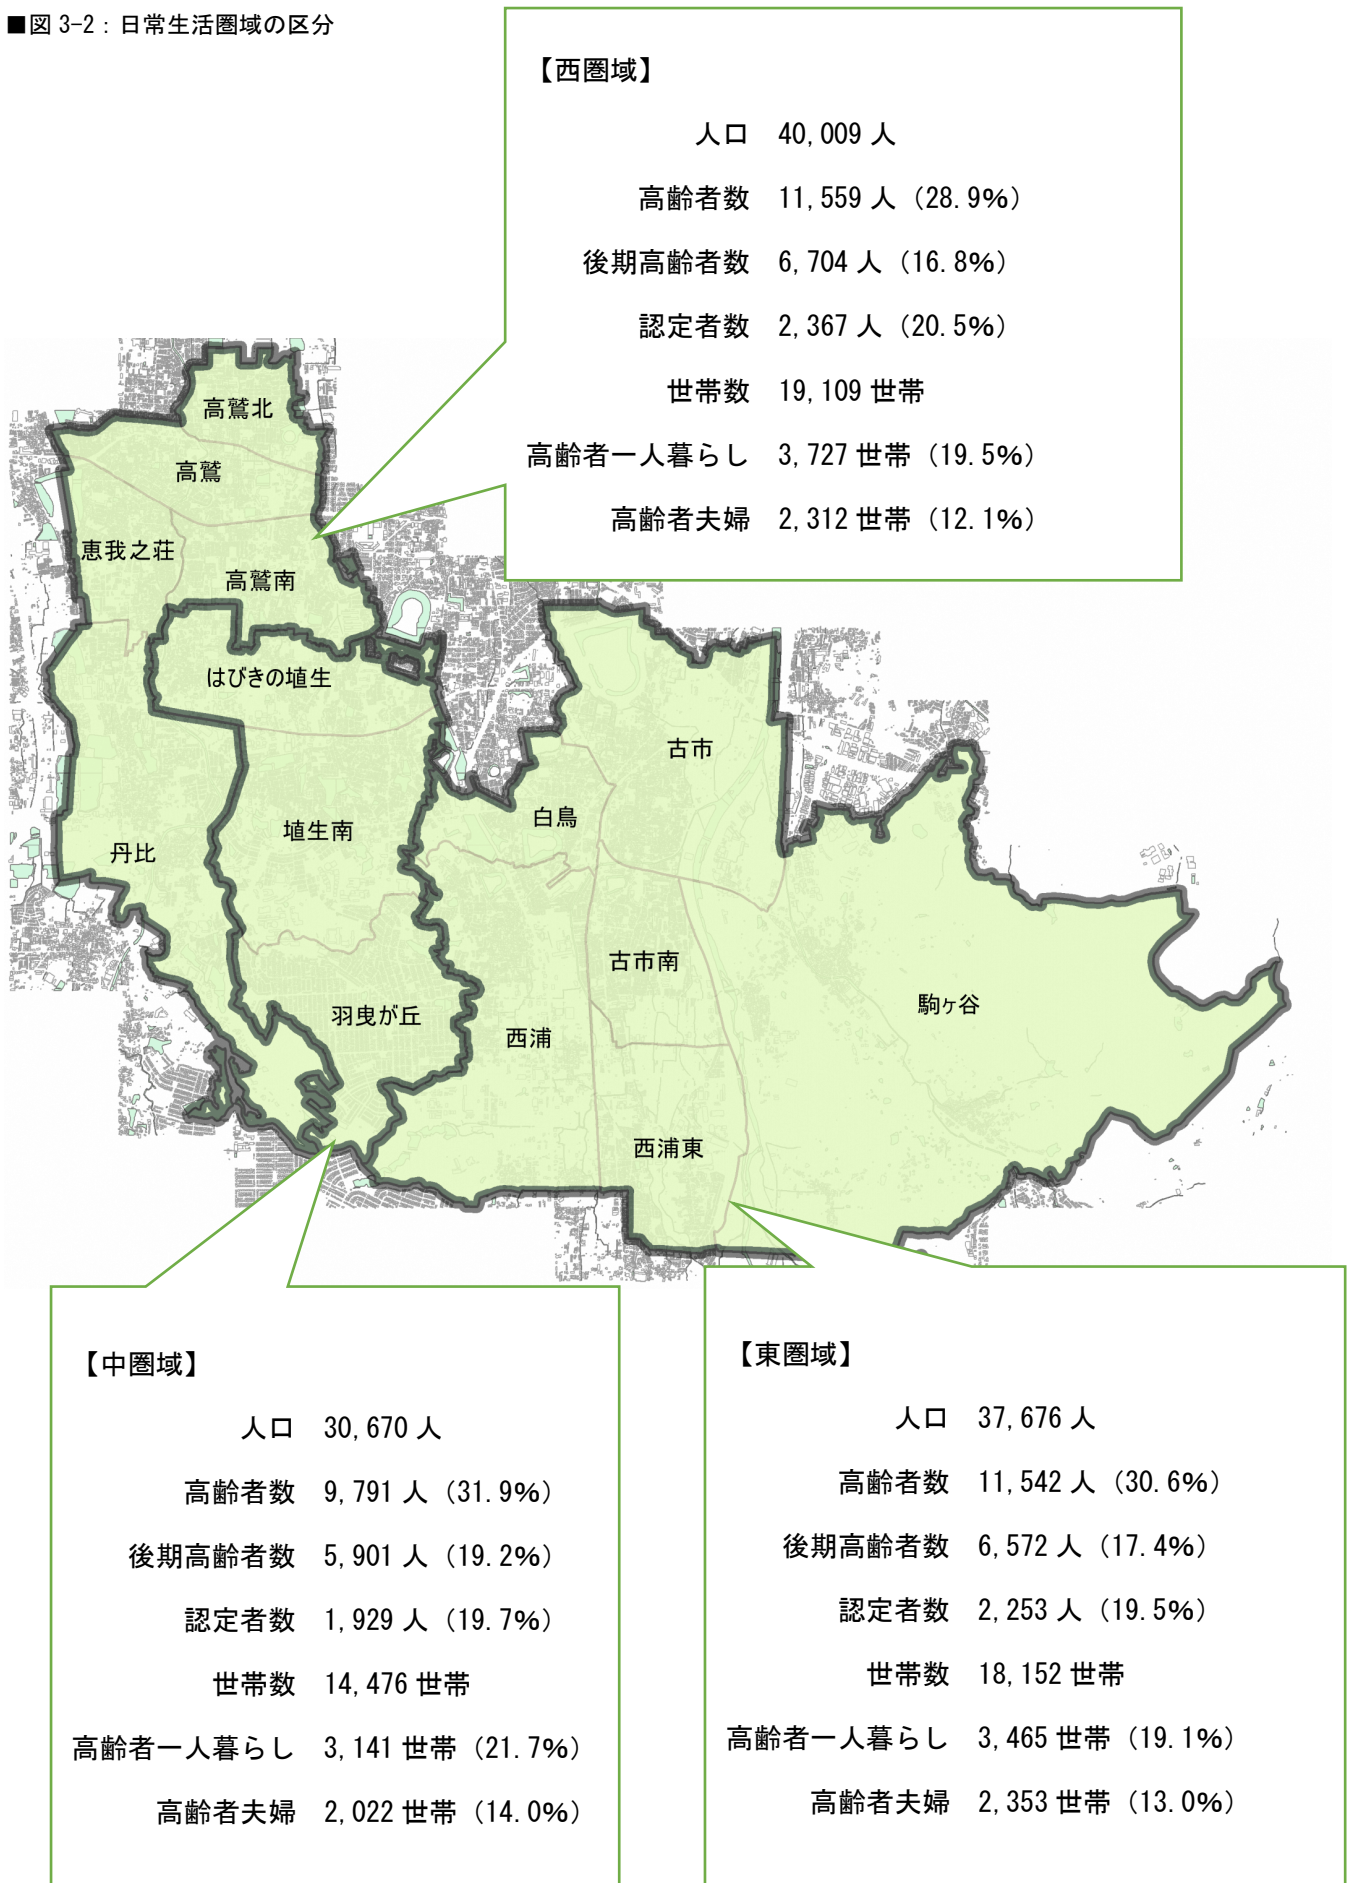 ■図 3-2：日常生活圏域の区分
【西圏域】
人口 40,009 人
高齢者数 11,559 人（28.9%）
後期高齢者数 6,704 人（16.8%）
認定者数 2,367 人（20.5%）
世帯数 19,109 世帯
高齢者一人暮らし 3,727 世帯（19.5%）
高齢者夫婦 2,312 世帯（12.1%）
高鷲北
高鷲
恵我之荘
高鷲南
はびきの埴生
古市
白鳥
埴生南
丹比
古市南
駒ヶ谷
羽曳が丘
西浦
西浦東
【中圏域】
人口 30,670 人
高齢者数 9,791 人（31.9%）
後期高齢者数 5,901 人（19.2%）
認定者数 1,929 人（19.7%）
世帯数 14,476 世帯
高齢者一人暮らし 3,141 世帯（21.7%）
高齢者夫婦 2,022 世帯（14.0%）
【東圏域】
人口 37,676 人
高齢者数 11,542 人（30.6%）
後期高齢者数 6,572 人（17.4%）
認定者数 2,253 人（19.5%）
世帯数 18,152 世帯
高齢者一人暮らし 3,465 世帯（19.1%）
高齢者夫婦 2,353 世帯（13.0%）